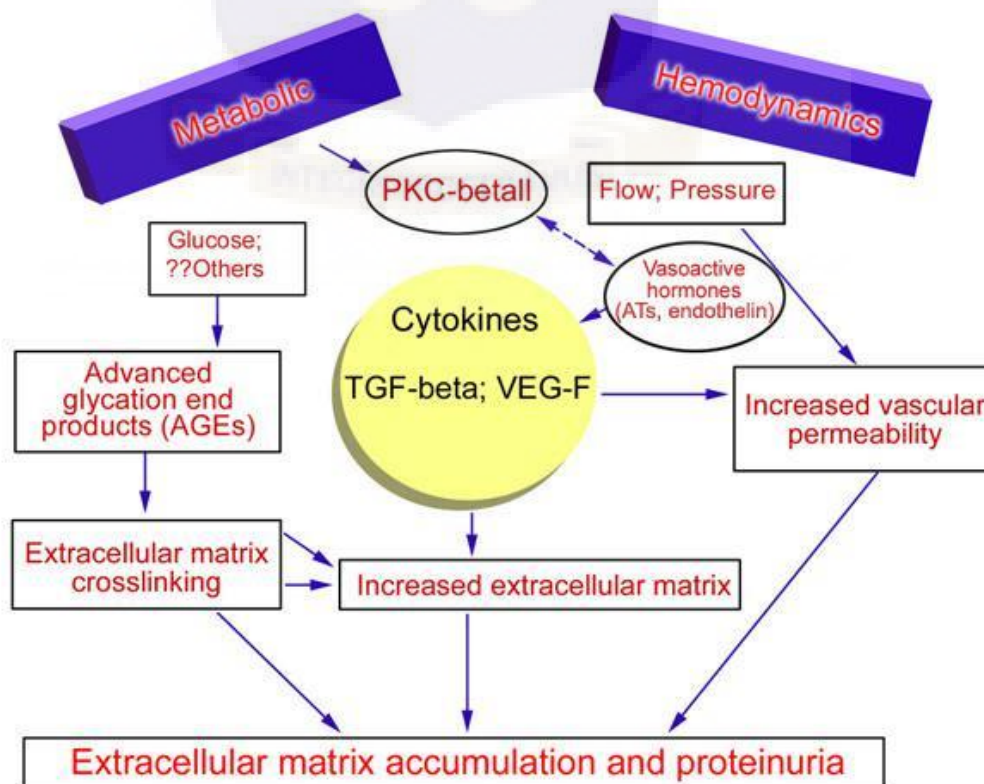 Metabolic
Hemodynamics
PKC-betaII
Flow; Pressure
Glucose;
??Others
Vasoactive
hormones
(ATs, endothelin)
Cytokines
TGF-beta; VEG-F
Advanced
glycation end
products (AGEs)
Increased vascular
permeability
Extracellular matrix
crosslinking
Increased extracellular matrix
Extracellular matrix accumulation and proteinuria